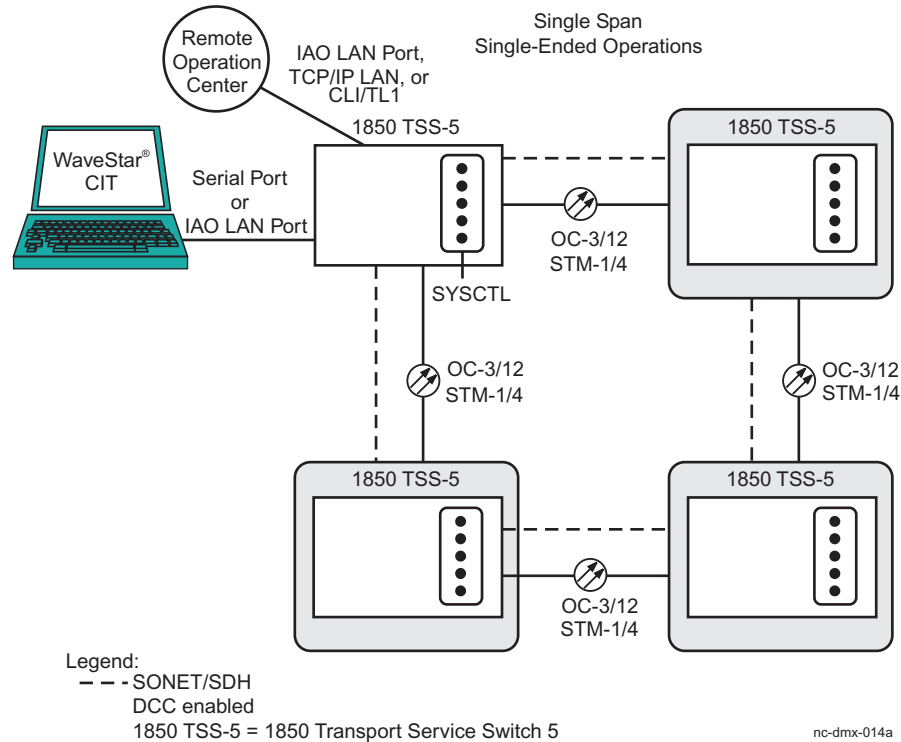 Single Span
Single-Ended Operations
Remote
Operation
Center
IAO LAN Port,
TCP/IP LAN, or
CLI/TL1
1850 TSS-5
1850 TSS-5
WaveStar®
CIT
Serial Port
or
IAO LAN Port
OC-3/12
STM-1/4
SYSCTL
OC-3/12
STM-1/4
OC-3/12
STM-1/4
1850 TSS-5
1850 TSS-5
OC-3/12
STM-1/4
Legend:
SONET/SDH
DCC enabled
1850 TSS-5 = 1850 Transport Service Switch 5
nc-dmx-014a